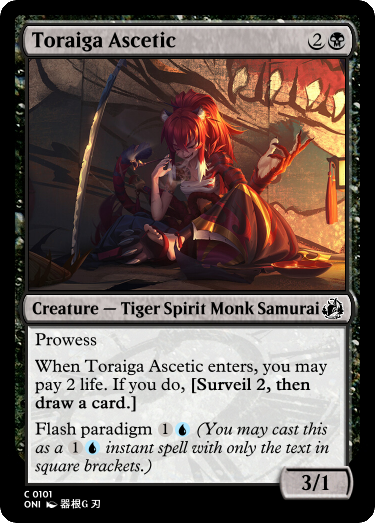 Toraiga Ascetic 2
Creature — Tiger Spirit Monk Samurai
Prowess
When Toraiga Ascetic enters, you may
pay 2 life. If you do, [Surveil 2, then
draw a card.]
Flash paradigm 1 (You may cast this
as a 1 instant spell with only the text in
square brackets.)
3/1
C 0101
ONI 器根G 刃